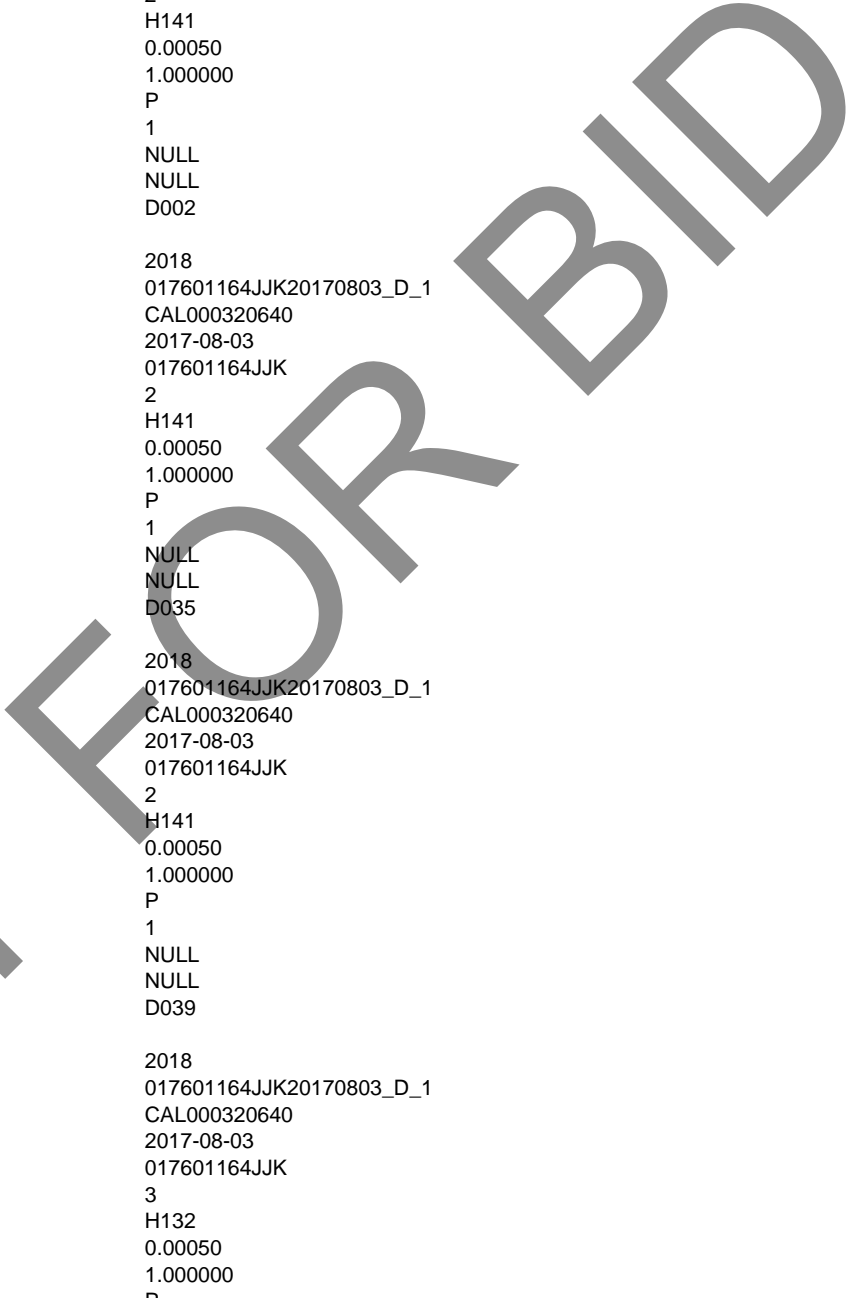 H141
0.00050
1.000000
P
1
NULL
NULL
D002

2018
017601164JJK20170803_D_1
CAL000320640
2017-08-03
017601164JJK
2
H141
0.00050
1.000000
P
1
NULL
NULL
D035

2018
017601164JJK20170803_D_1
CAL000320640
2017-08-03
017601164JJK
2
H141
0.00050
1.000000
P
1
NULL
NULL
D039

2018
017601164JJK20170803_D_1
CAL000320640
2017-08-03
017601164JJK
3
H132
0.00050
1.000000
FOR BID